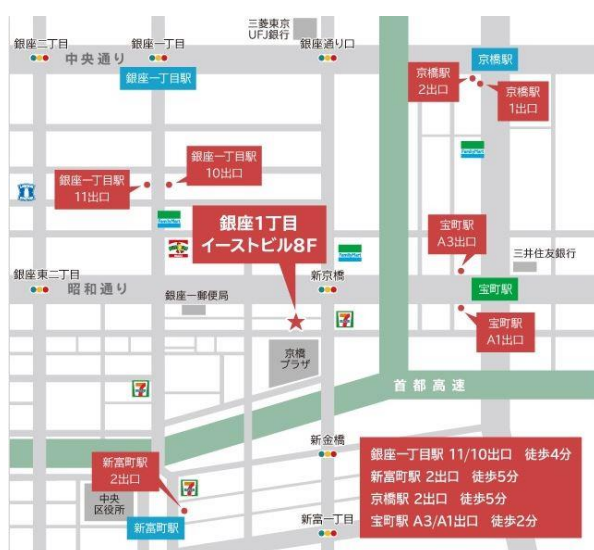 三菱東京
UFJ銀行
銀座二丁目
銀座一丁目
銀座通り口
中央通り
銀座一丁目駅
京橋駅
2出口
京橋駅
京橋駅
1出口
銀座一丁目駅
10出口
銀座一丁目駅
11出口
FamilyMart
FamilyMart
FamilyMart
銀座1丁目
イーストビル8F
宝町駅
A3出口
三井住友銀行
銀座東二丁目
昭和通り
新京橋
宝町駅
銀座一郵便局
宝町駅
A1出口
京橋
プラザ
首都高速
新金橋
新富町駅
2出口
中央
区役所
新富町駅
新富一丁目
銀座一丁目駅 11/10出口 徒歩4分
新富町駅 2出口 徒歩5分
京橋駅 2出口 徒歩5分
宝町駅 A3/A1出口 徒歩2分